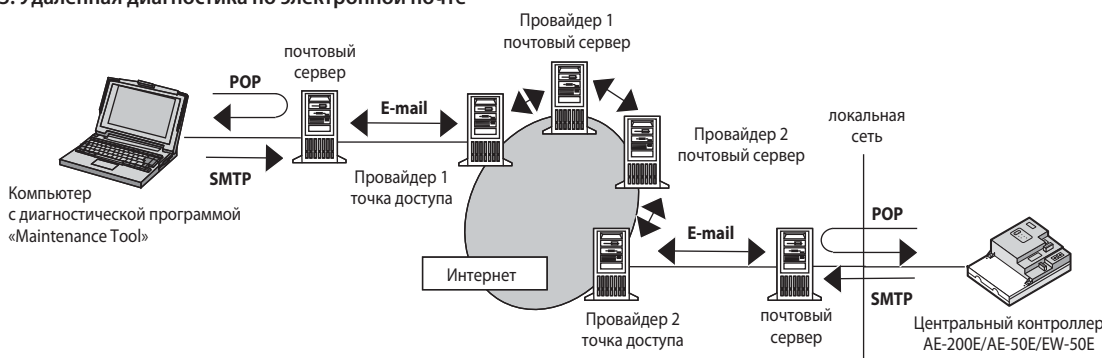 3. Удаленная диагностика по электронной почте
Провайдер 1
почтовый сервер
почтовый
сервер
POP
E-mail
SMTP
Провайдер 1
точка доступа
Компьютер
с диагностической программой
«Maintenance Tool»
Провайдер 2
почтовый сервер
локальная
сеть
Интернет
E-mail
POP
SMTP
Провайдер 2
точка доступа
почтовый
сервер
Центральный контроллер
AE-200E/AE-50E/EW-50E